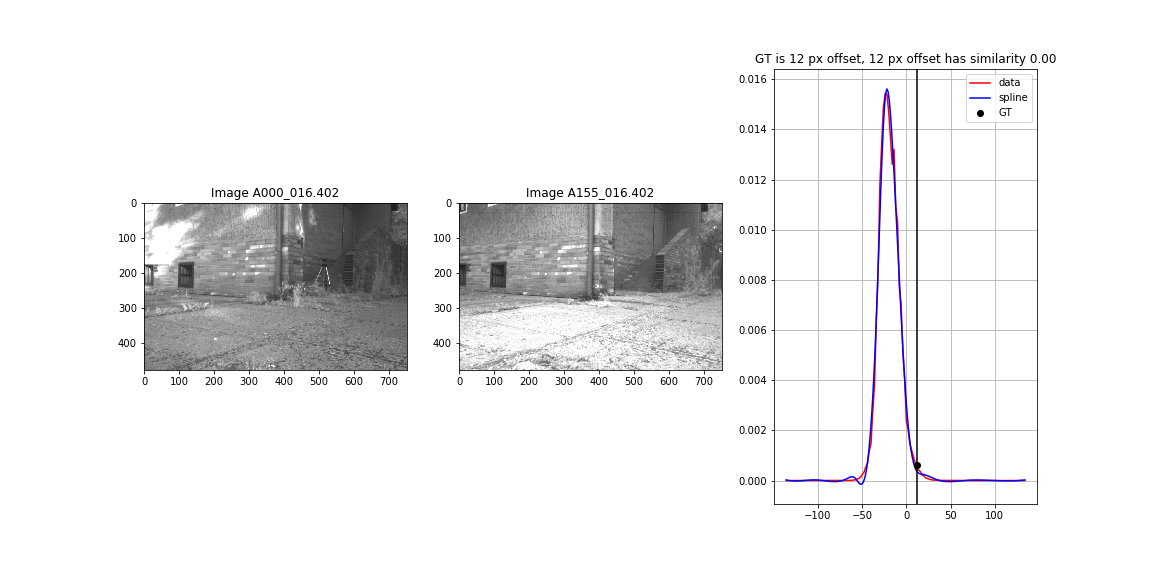 GT is 12 px offset, 12 px offset has similarity 0.00
Image A000_016.402
Image A155_016.402
0
100
200
300
400
0 100 200 300 400 500 600 700
0
100
200
300
400
0 100 200 300 400 500 600 700
0.016
0.014
0.012
0.010
0.008
0.006
0.004
0.002
0.000
−100 −50 0 50 100
data
spline
GT